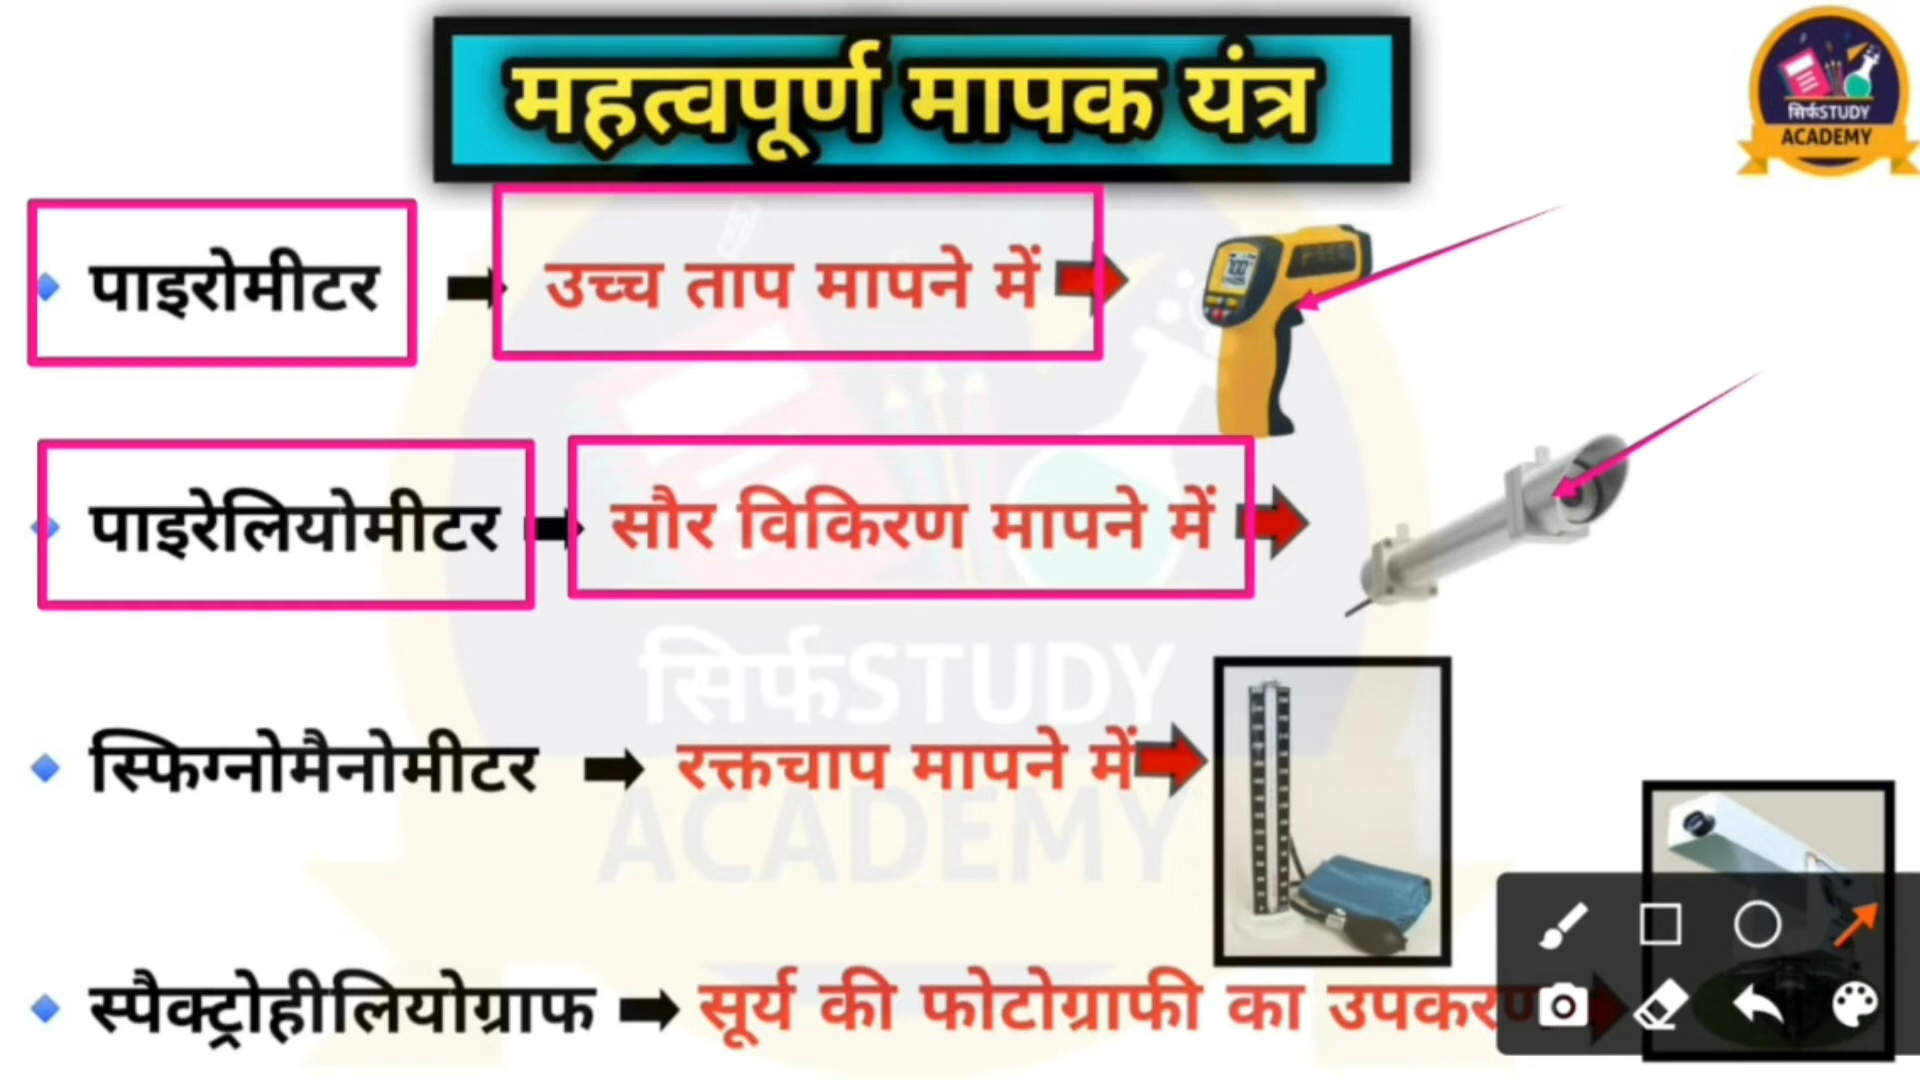 महत्वपूर्ण मापक यंत्र
सिर्फSTUDY
ACADEMY
पाइरोमीटर
उच्च ताप मापने में
पाइरेलियोमीटर
सौर विकिरण मापने में
सिर्फSTUDY
ACADEMY
स्फिग्नोमैनोमीटर
रक्तचाप मापने में
स्पैक्ट्रोहीलियोग्राफ
सूर्य की फोटोग्राफी का उपकरण